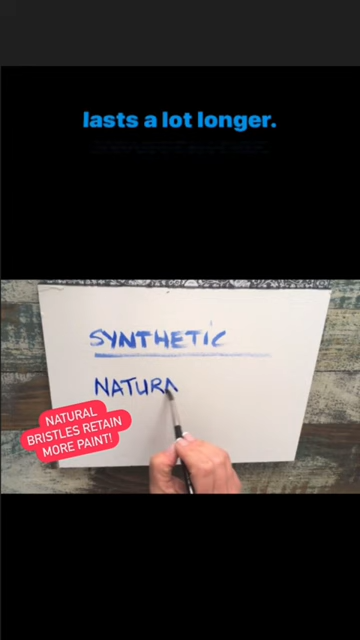 lasts a lot longer.
SYNTHETIC
NATURA
NATURAL
BRISTLES RETAIN
MORE PAINT!